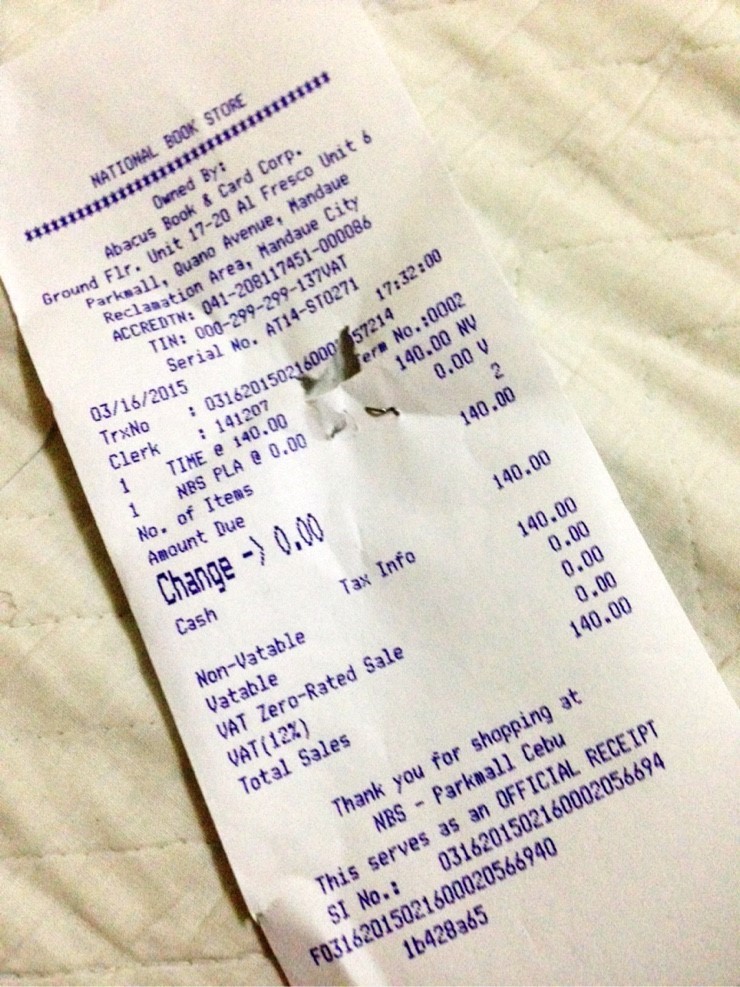 NATIONAL BOOK STORE
Owned By:
Abacus Book & Card Corp.
Ground Flr. Unit 17-20 Al Fresco Unit 6
Parkmall, Ouano Avenue, Mandaue
Reclamation Area, Mandaue City
ACCREDTN: 041-208117451-000086
TIN: 000-299-299-137VAT
Serial No. AT14-ST0271
03/16/2015 17:32:00
TrxNo : 0316201502160002 57214
Clerk : 141207 Term No.:0002
1 TIME @ 140.00 140.00 NV
1 NBS PLA @ 0.00 0.00 V
No. of Items 2
Amount Due 140.00
Change -> 0.00
Cash 140.00
Tax Info
Non-Vatable 140.00
Vatable 0.00
VAT Zero-Rated Sale 0.00
VAT(12%) 0.00
Total Sales 140.00
Thank you for shopping at
NBS - Parkmall Cebu
This serves as an OFFICIAL RECEIPT
SI No.: 0316201502160002056694
F03162015021600020566940
1b428a65